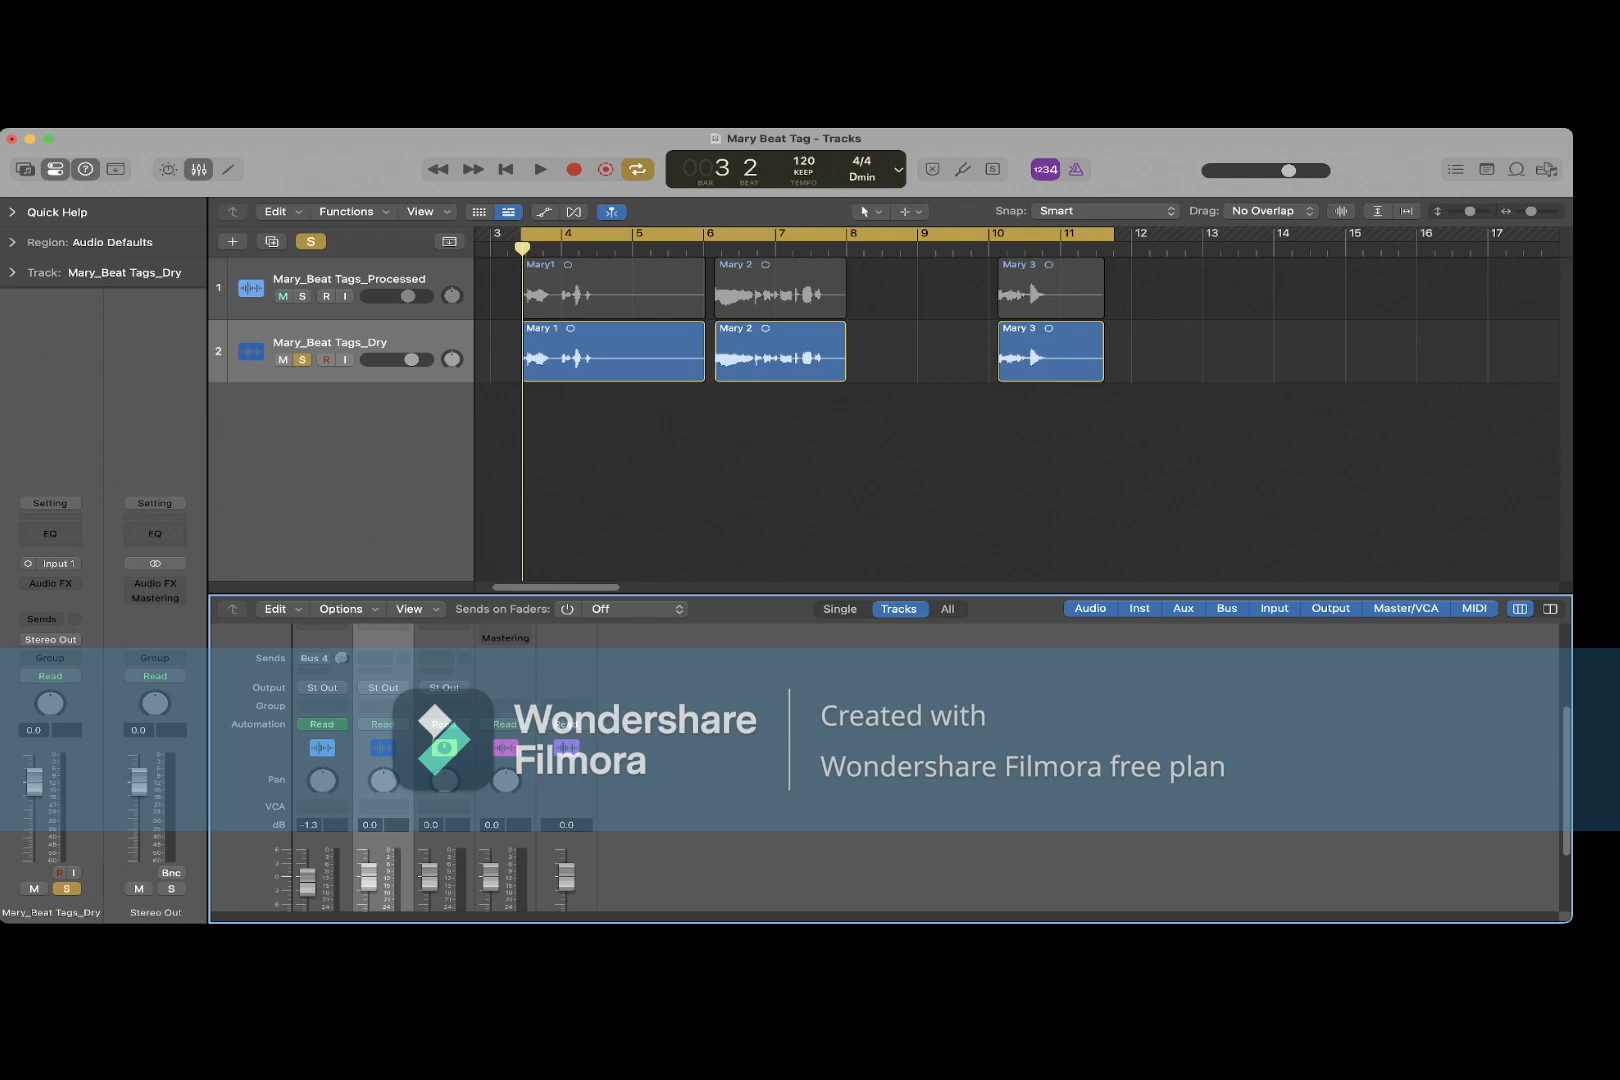 Mary Beat Tag - Tracks
003 2
BAR BEAT
120
KEEP
TEMPO
4/4
Dmin
1234
Quick Help
Region: Audio Defaults
Track: Mary_Beat Tags_Dry
Edit Functions View
Snap: Smart
Drag: No Overlap
S
3 4 5 6 7 8 9 10 11 12 13 14 15 16 17
1
Mary_Beat Tags_Processed
M S R I
Mary1
Mary 2
Mary 3
2
Mary_Beat Tags_Dry
M S R I
Mary 1
Mary 2
Mary 3
Setting Setting
EQ EQ
Input 1
Audio FX Audio FX
Mastering
Sends
Stereo Out
Group Group
Read Read
0.0 0.0
R I Bnc
M S M S
Mary_Beat Tags_Dry Stereo Out
Edit Options View Sends on Faders: Off
Single Tracks All
Audio Inst Aux Bus Input Output Master/VCA MIDI
Mastering
Sends Bus 4
Output St Out St Out St Out
Group
Automation Read Read Read Read Read
Pan
VCA
dB -1.3 0.0 0.0 0.0 0.0
Wondershare
Filmora
Created with
Wondershare Filmora free plan